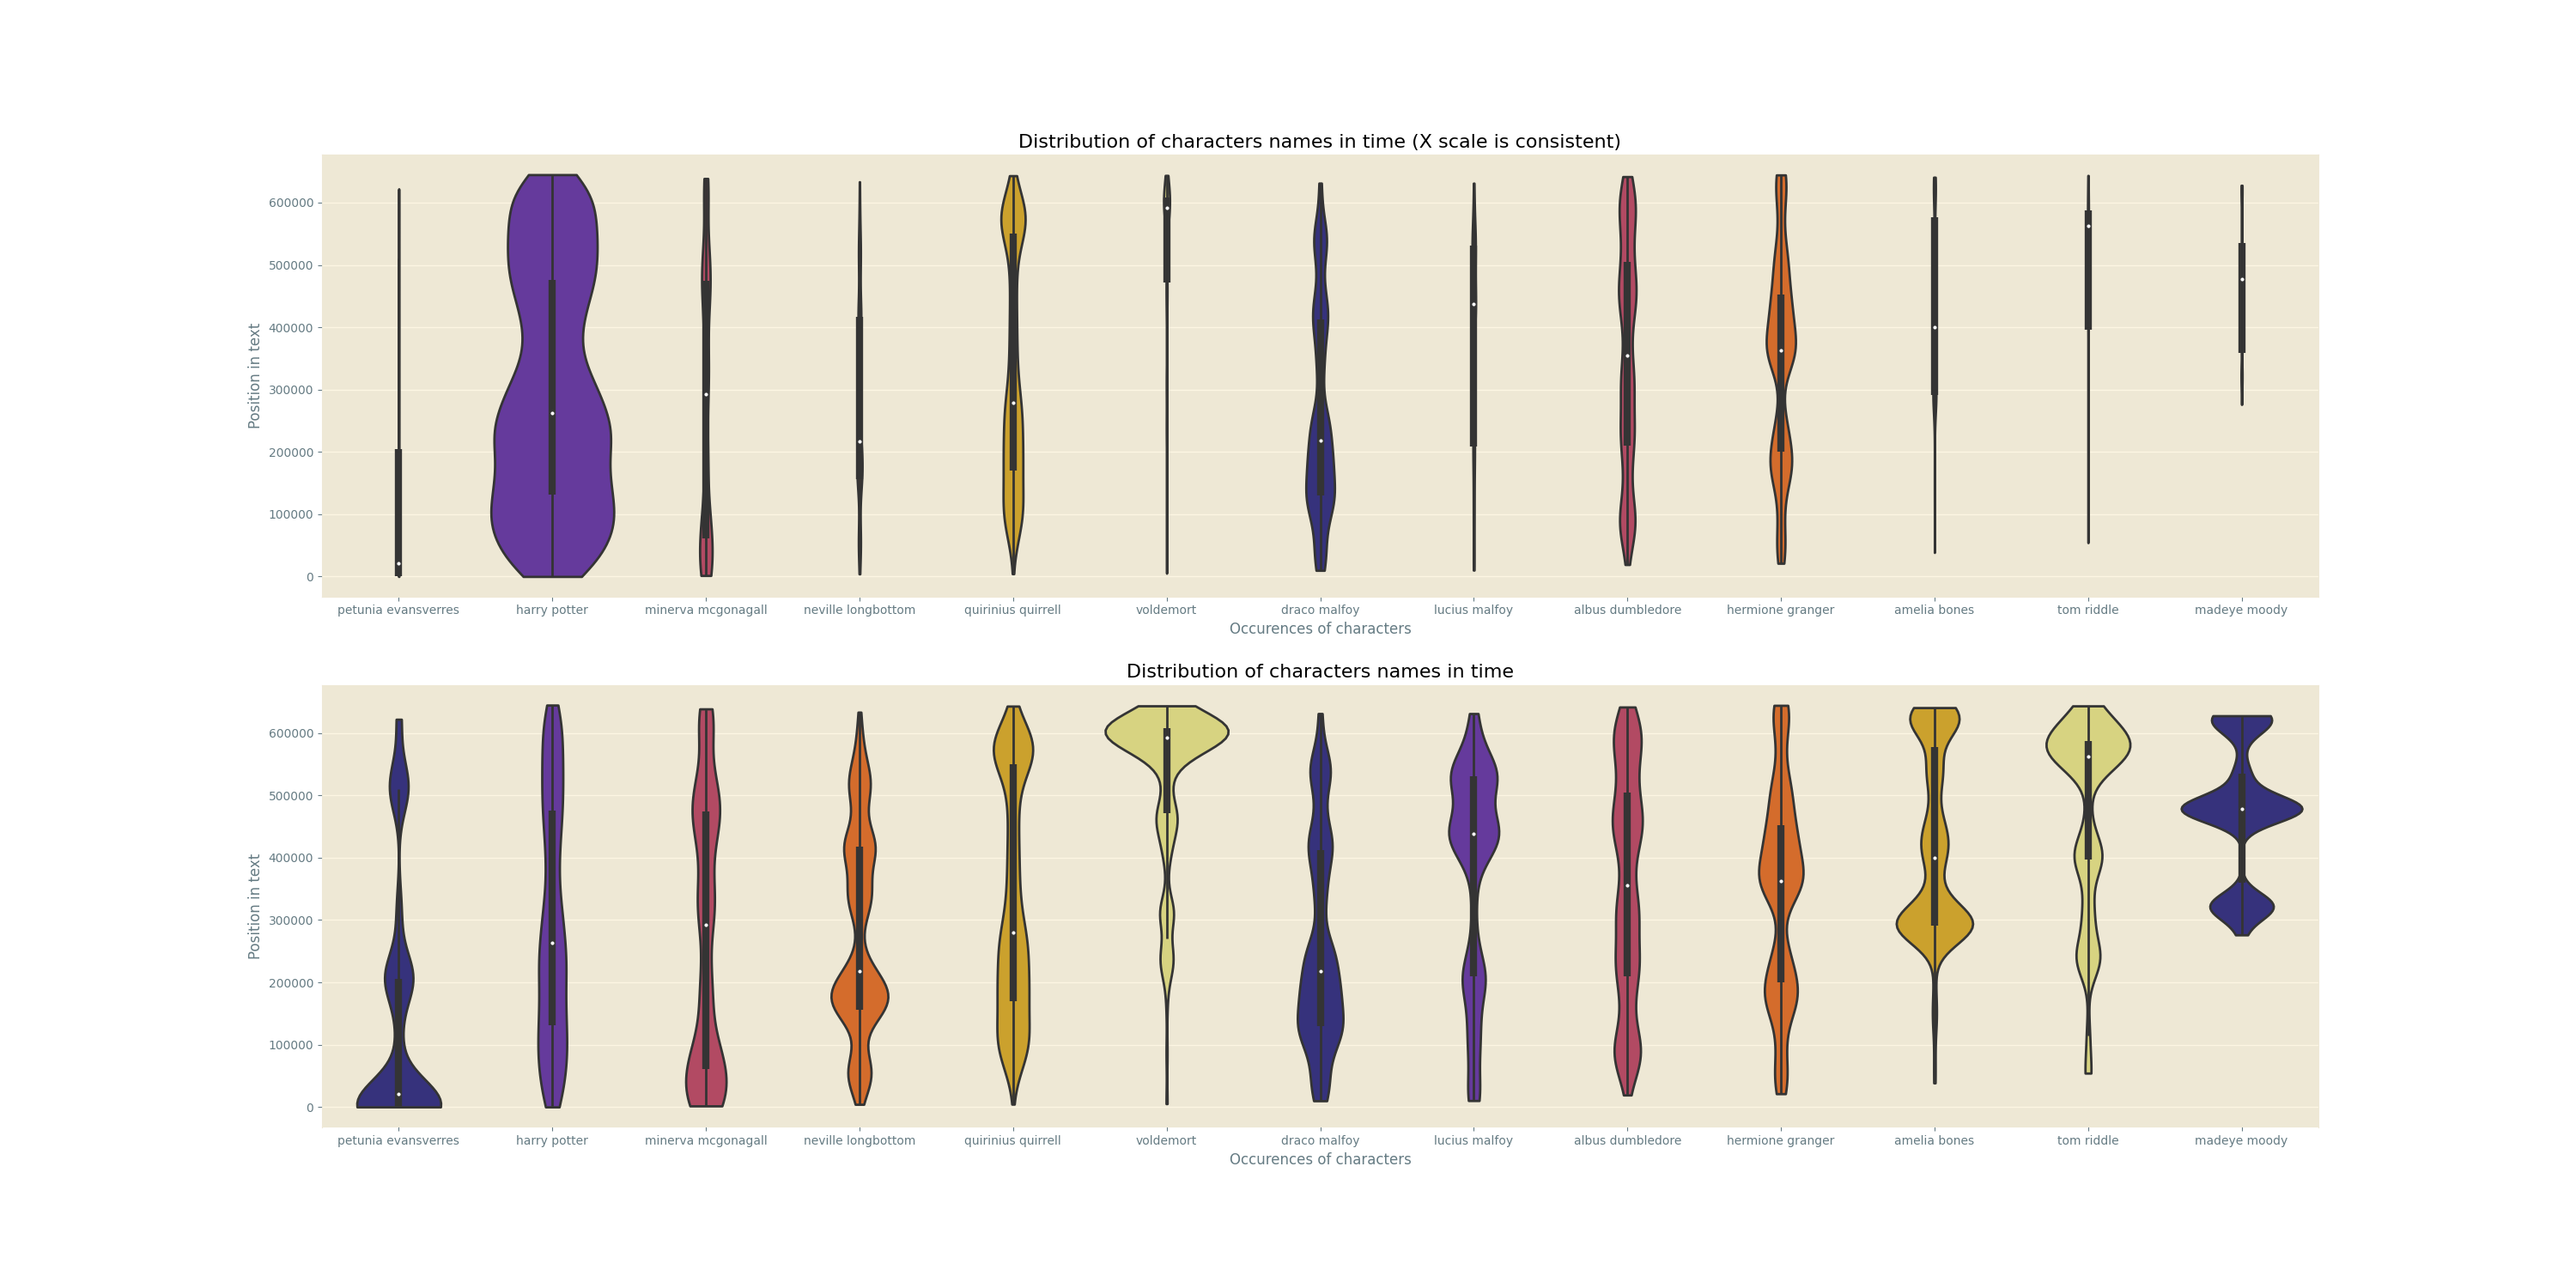 Distribution of characters names in time (X scale is consistent)
Position in text
600000
500000
400000
300000
200000
100000
0
petunia evansverres harry potter minerva mcgonagall neville longbottom quirinius quirrell voldemort draco malfoy lucius malfoy albus dumbledore hermione granger amelia bones tom riddle madeye moody
Occurences of characters
Distribution of characters names in time
Position in text
600000
500000
400000
300000
200000
100000
0
petunia evansverres harry potter minerva mcgonagall neville longbottom quirinius quirrell voldemort draco malfoy lucius malfoy albus dumbledore hermione granger amelia bones tom riddle madeye moody
Occurences of characters